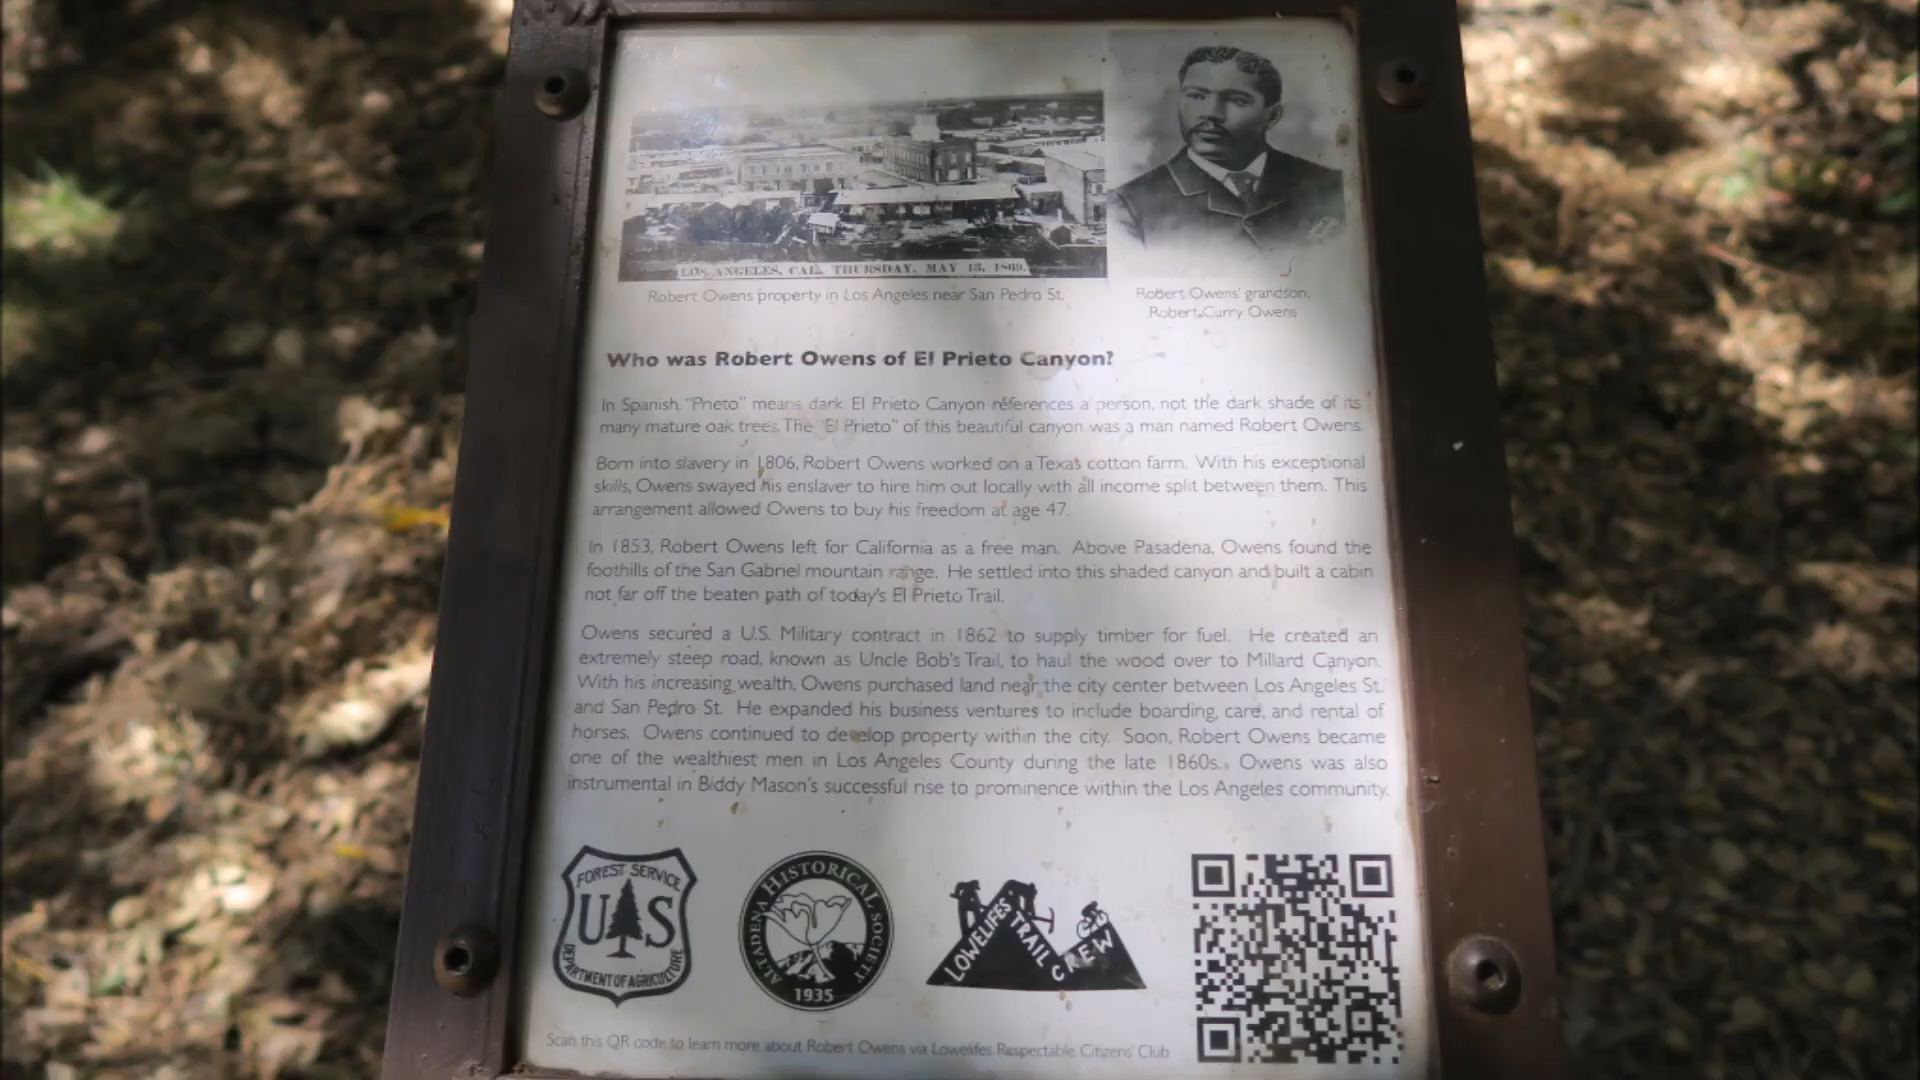 LOS ANGELES, CAL. THURSDAY, MAY 13, 1869.
Robert Owens property in Los Angeles near San Pedro St.
Robert Owens' grandson,
Robert Curry Owens
Who was Robert Owens of El Prieto Canyon?
In Spanish, "Prieto" means dark El Prieto Canyon references a person, not the dark shade of its
many mature oak trees. The "El Prieto" of this beautiful canyon was a man named Robert Owens.
Born into slavery in 1806, Robert Owens worked on a Texas cotton farm. With his exceptional
skills, Owens swayed his enslaver to hire him out locally with all income split between them. This
arrangement allowed Owens to buy his freedom at age 47.
In 1853, Robert Owens left for California as a free man. Above Pasadena, Owens found the
foothills of the San Gabriel mountain range. He settled into this shaded canyon and built a cabin
not far off the beaten path of today's El Prieto Trail.
Owens secured a U.S. Military contract in 1862 to supply timber for fuel. He created an
extremely steep road, known as Uncle Bob's Trail, to haul the wood over to Millard Canyon.
With his increasing wealth, Owens purchased land near the city center between Los Angeles St.
and San Pedro St. He expanded his business ventures to include boarding, care, and rental of
horses. Owens continued to develop property within the city. Soon, Robert Owens became
one of the wealthiest men in Los Angeles County during the late 1860s. Owens was also
instrumental in Biddy Mason's successful rise to prominence within the Los Angeles community.
FOREST SERVICE
U S
DEPARTMENT OF AGRICULTURE
ALTADENA HISTORICAL SOCIETY
1935
LOWELIFES TRAIL CREW
Scan this QR code to learn more about Robert Owens via Lowelifes Respectable Citizens' Club